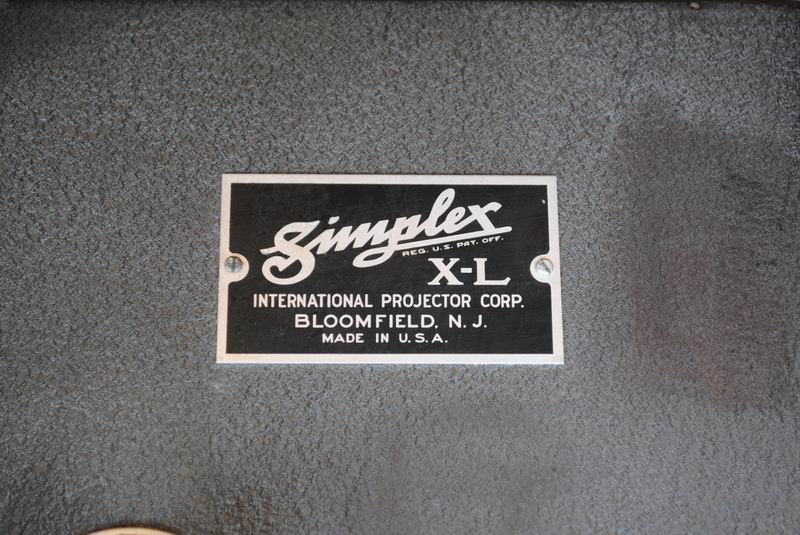 Simplex
REG. U.S. PAT. OFF.
X-L
INTERNATIONAL PROJECTOR CORP.
BLOOMFIELD, N. J.
MADE IN U.S.A.